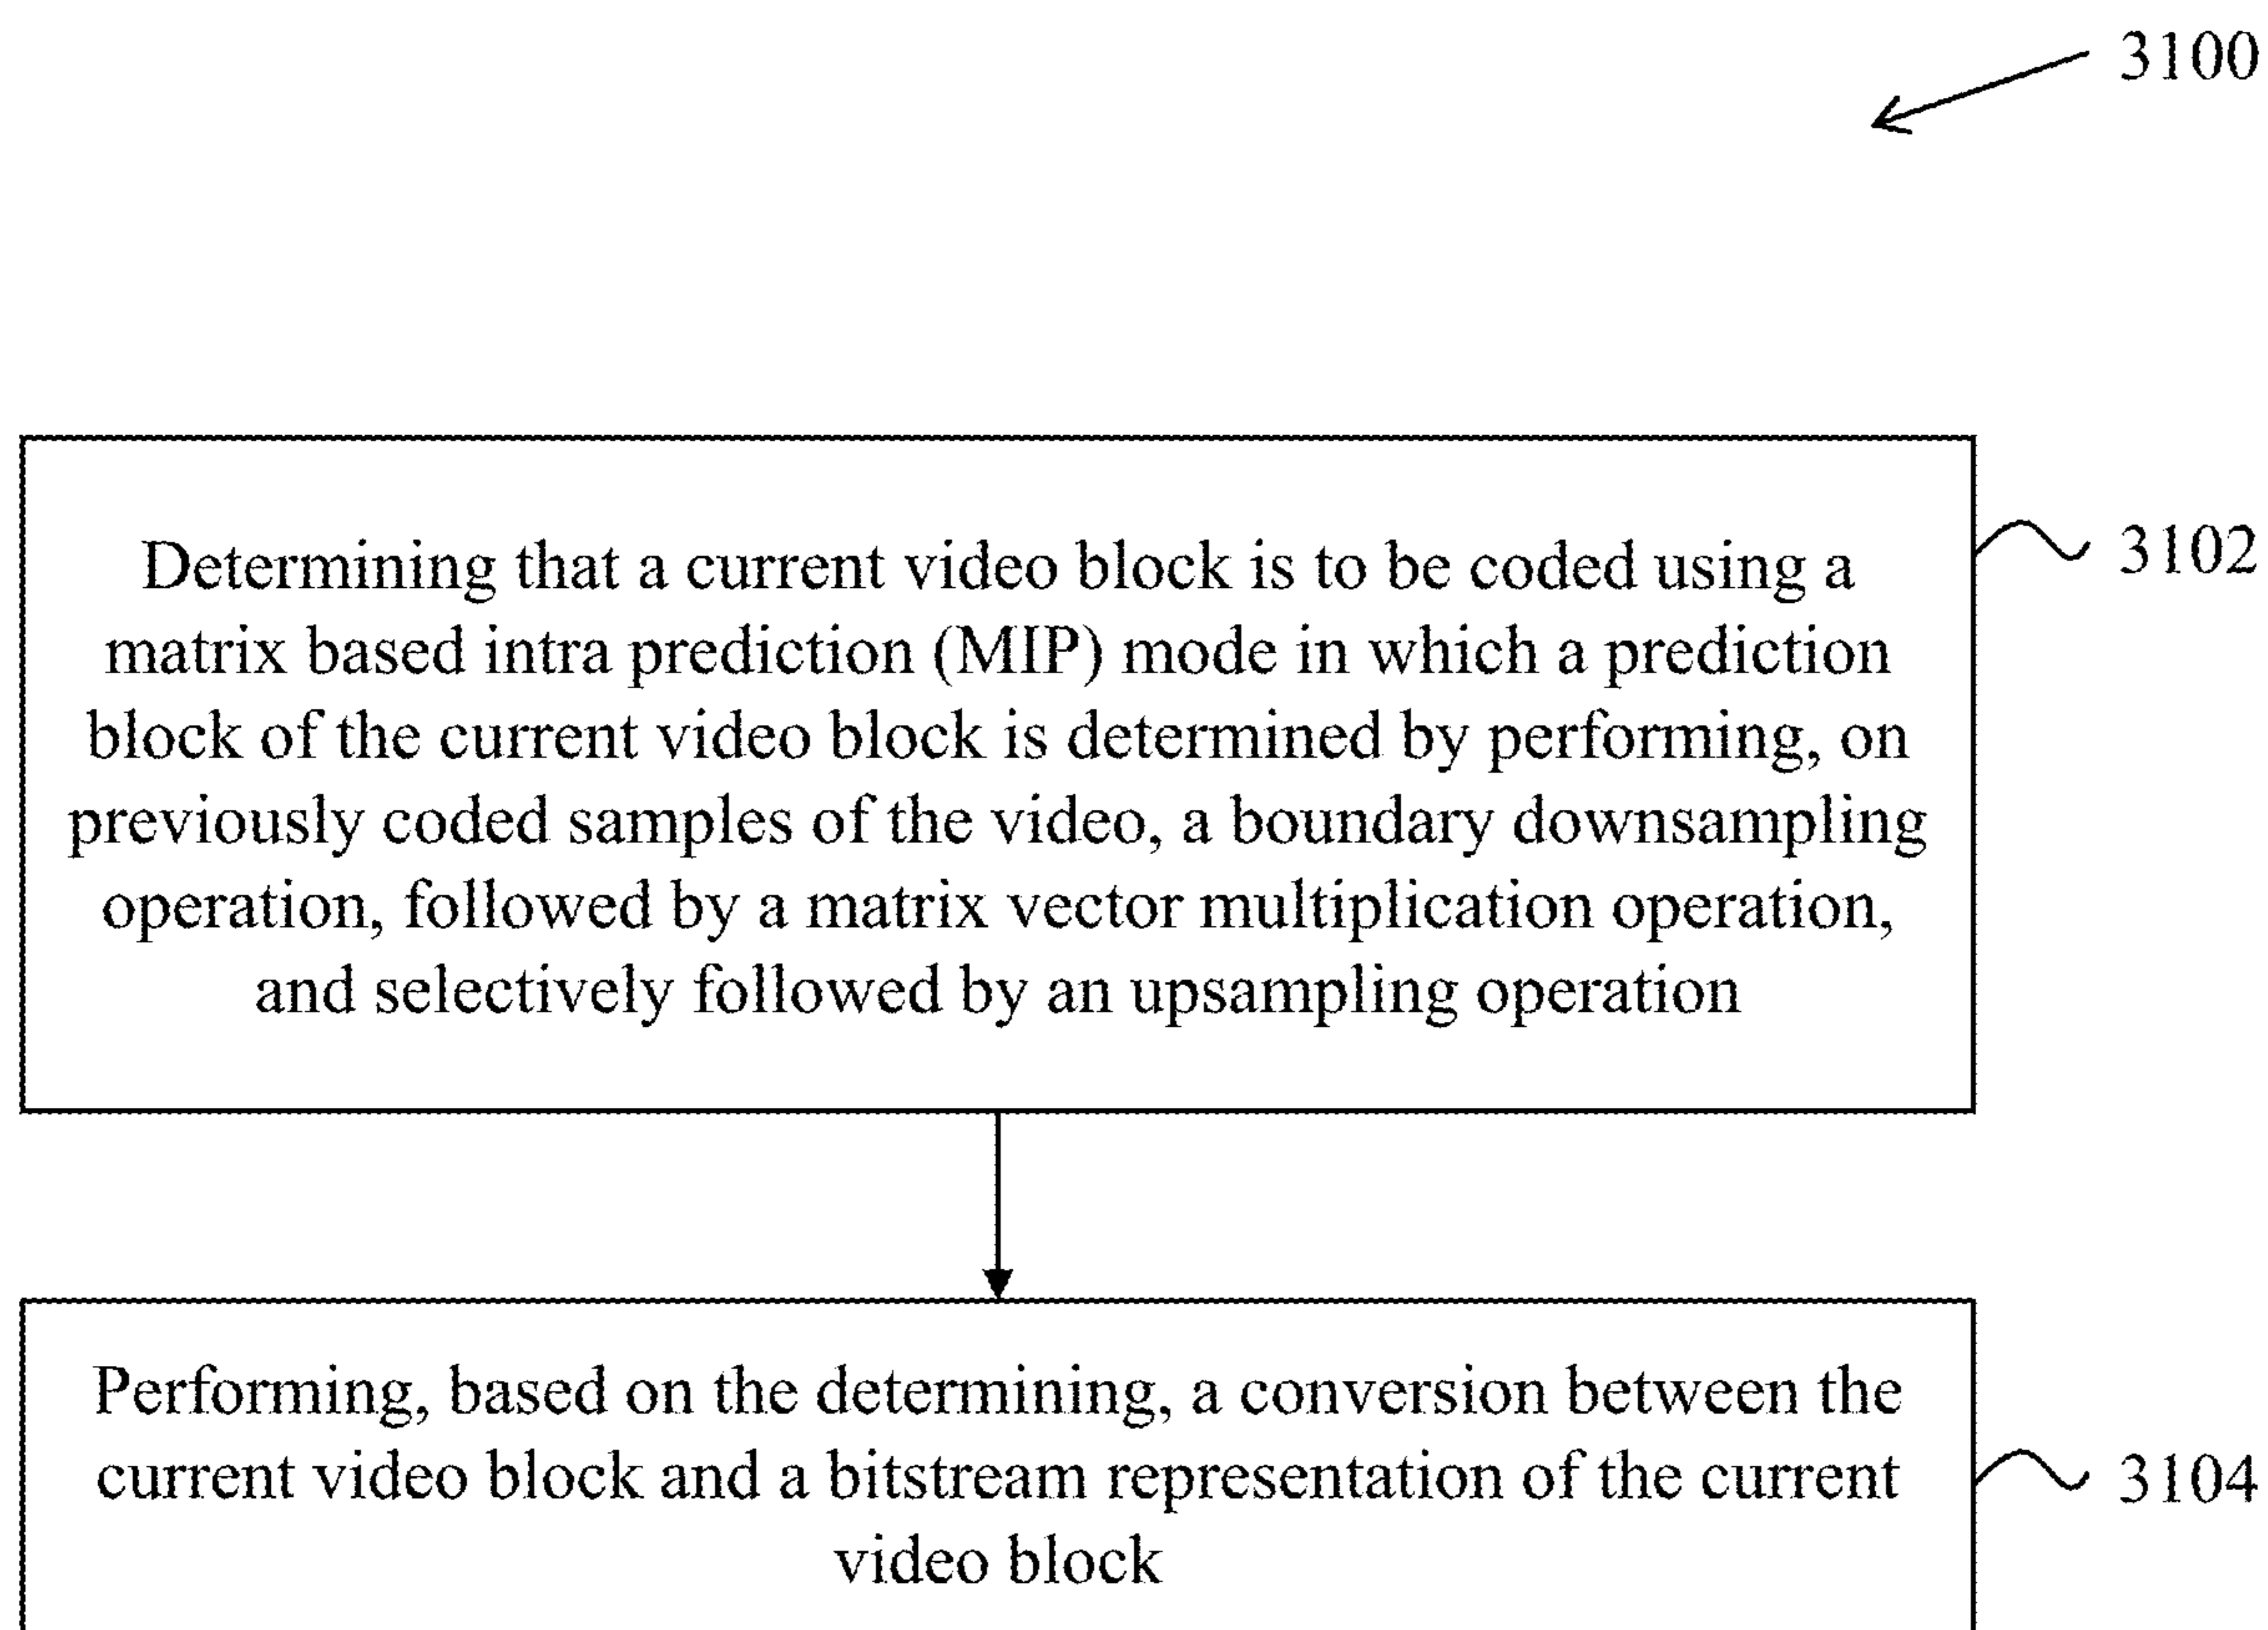 3100
Determining that a current video block is to be coded using a
3102
matrix based intra prediction (MIP) mode in which a prediction
block of the current video block is determined by performing, on
previously coded samples of the video, a boundary downsampling
operation, followed by a matrix vector multiplication operation,
and selectively followed by an upsampling operation
Performing, based on the determining, a conversion between the
current video block and a bitstream representation of the current
3104
video block